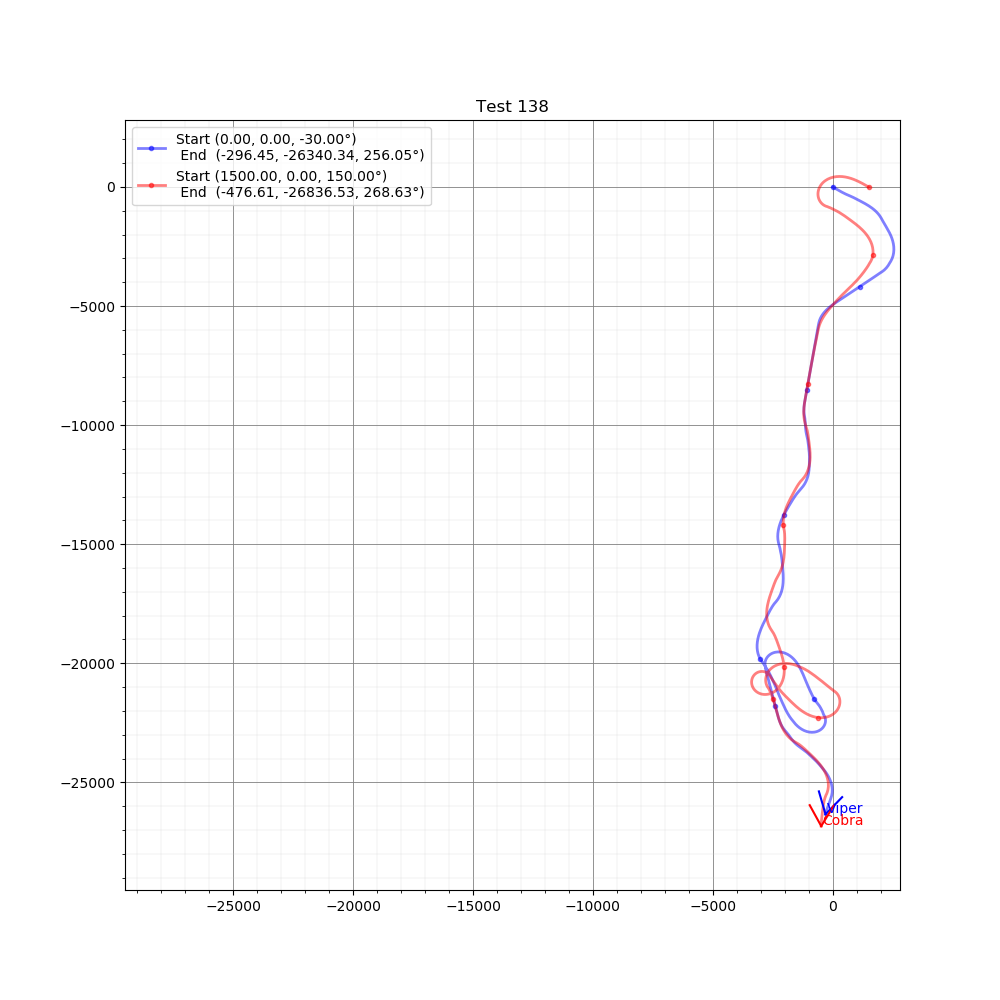 Test 138
Start (0.00, 0.00, -30.00°)
End  (-296.45, -26340.34, 256.05°)
Start (1500.00, 0.00, 150.00°)
End  (-476.61, -26836.53, 268.63°)
0
−5000
−10000
−15000
−20000
−25000
Viper
Cobra
−25000 −20000 −15000 −10000 −5000 0